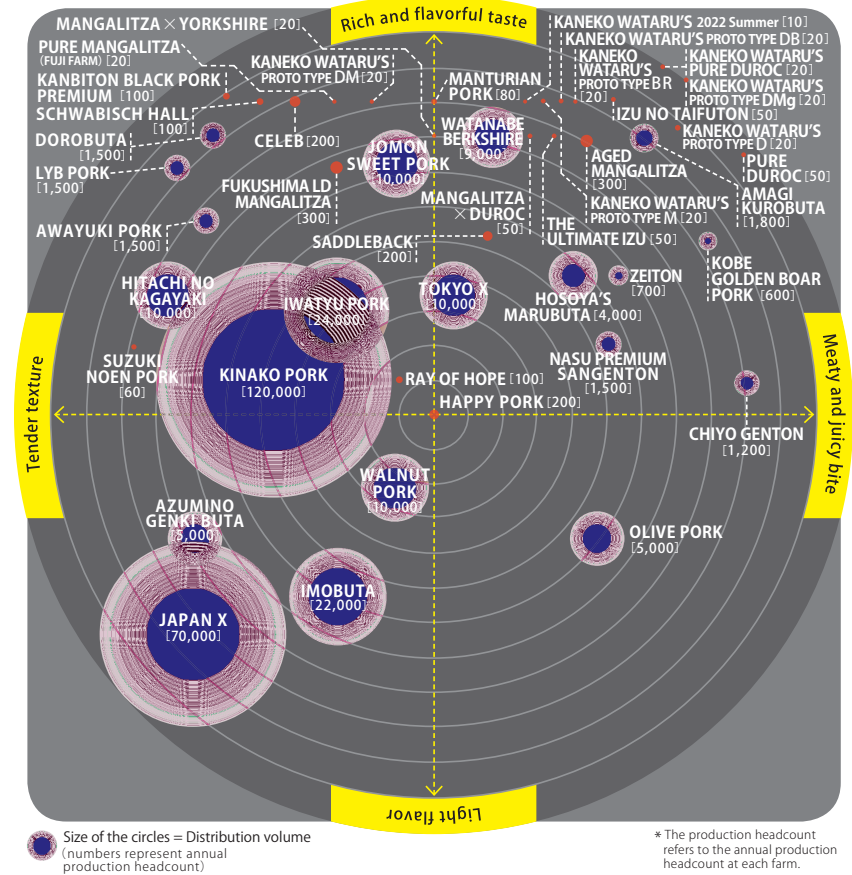 Rich and flavorful taste
MANGALITZA × YORKSHIRE [20]
PURE MANGALITZA
(FUJI FARM) [20]
KANBITON BLACK PORK
PREMIUM [100]
SCHWABISCH HALL
[100]
DOROBUTA
[1,500]
LYB PORK
[1,500]
AWAYUKI PORK
[1,500]
KANEKO WATARU'S
PROTO TYPE DM [20]
CELEB [200]
FUKUSHIMA LD
MANGALITZA
[300]
JOMON
SWEET PORK
[10,000]
MANTURIAN
PORK [80]
WATANABE
BERKSHIRE
[9,000]
MANGALITZA
× DUROC
[50]
SADDLEBACK
[200]
KANEKO WATARU'S 2022 Summer [10]
KANEKO WATARU'S PROTO TYPE DB [20]
KANEKO
WATARU'S
PROTO TYPE BR
[20]
KANEKO WATARU'S
PURE DUROC [20]
KANEKO WATARU'S
PROTO TYPE DMg [20]
IZU NO TAIFUTON [50]
KANEKO WATARU'S
PROTO TYPE D [20]
AGED
MANGALITZA
[300]
PURE
DUROC [50]
AMAGI
KUROBUTA
[1,800]
KANEKO WATARU'S
PROTO TYPE M [20]
THE
ULTIMATE IZU [50]
KOBE
GOLDEN BOAR
PORK [600]
HITACHI NO
KAGAYAKI
[10,000]
IWATYU PORK
[24,000]
TOKYO X
[10,000]
HOSOYA'S
MARUBUTA [4,000]
ZEITON
[700]
NASU PREMIUM
SANGENTON
[1,500]
SUZUKI
NOEN PORK
[60]
KINAKO PORK
[120,000]
RAY OF HOPE [100]
HAPPY PORK [200]
CHIYO GENTON
[1,200]
Tender texture
Meaty and juicy bite
WALNUT
PORK
[10,000]
AZUMINO
GENKI BUTA
[5,000]
OLIVE PORK
[5,000]
IMOBUTA
[22,000]
JAPAN X
[70,000]
Light flavor
Size of the circles = Distribution volume
(numbers represent annual
production headcount)
* The production headcount
refers to the annual production
headcount at each farm.